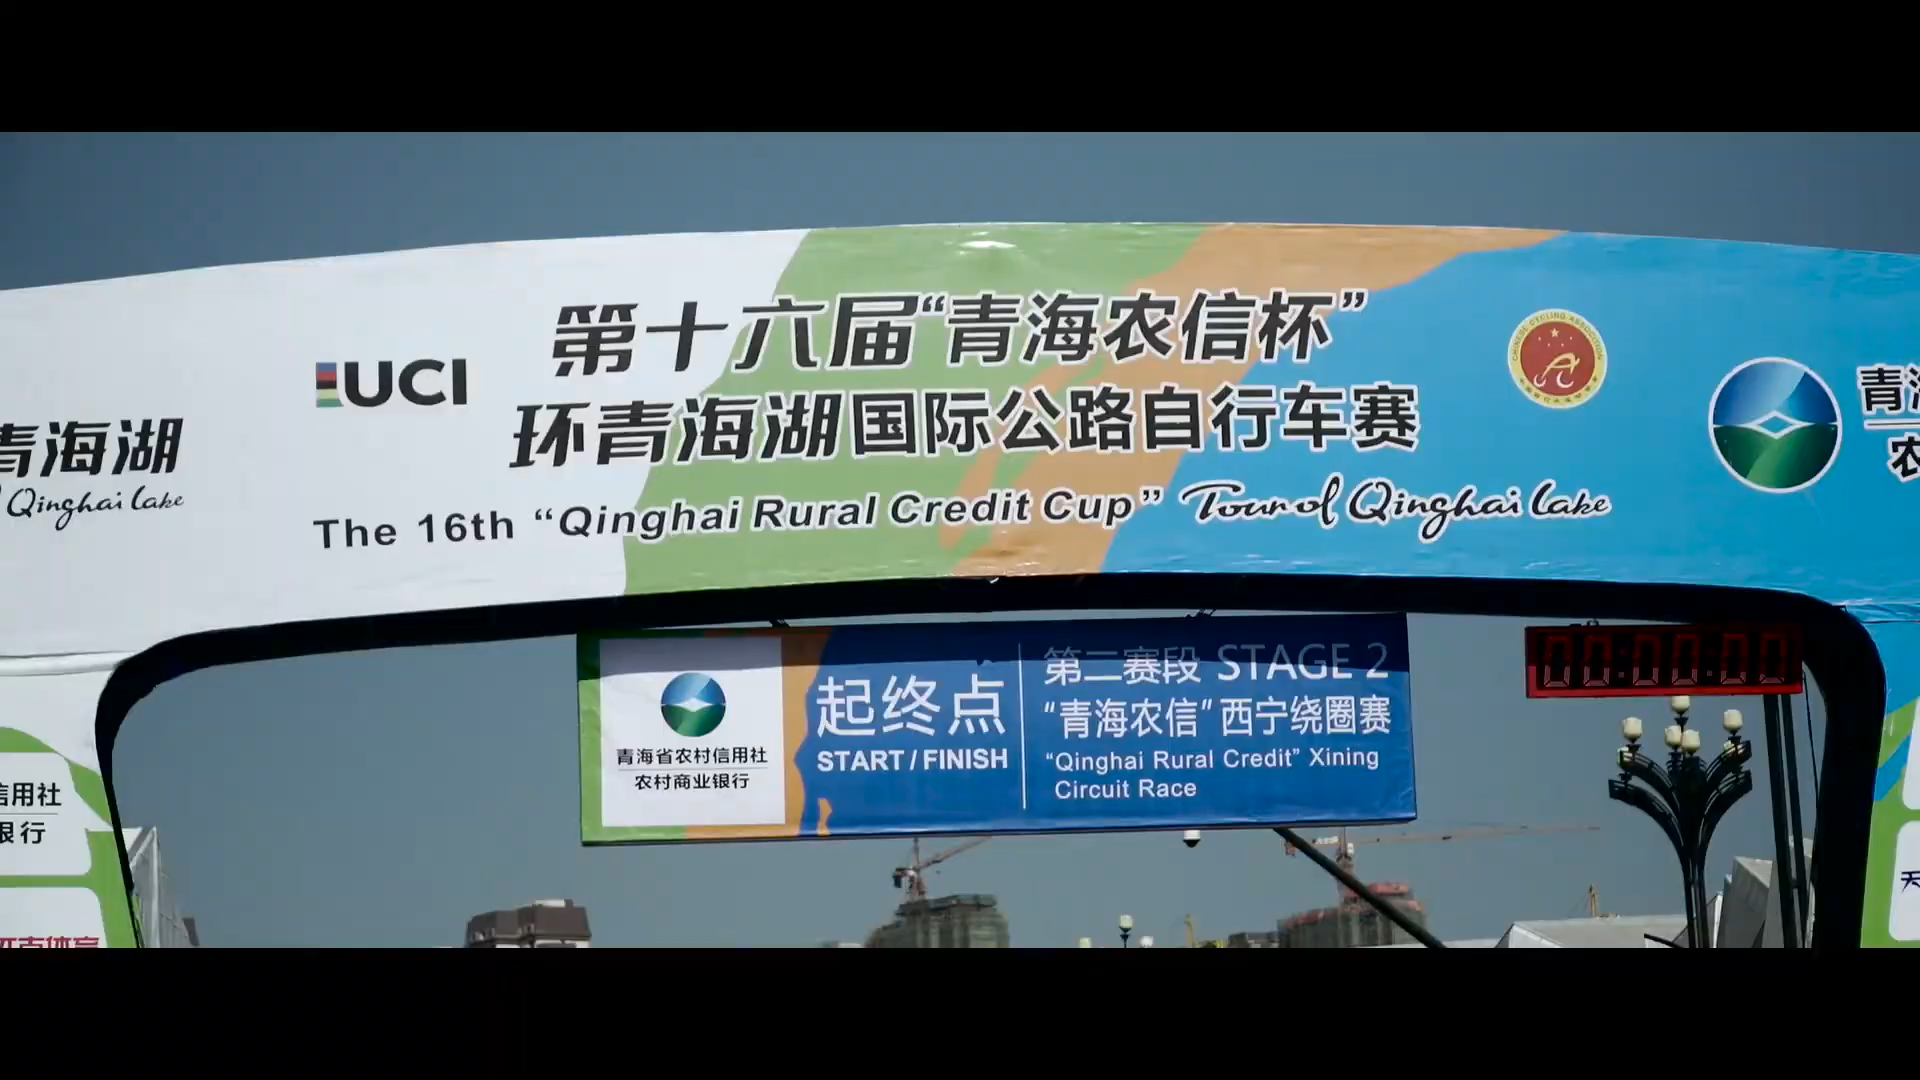 青海湖
Qinghai Lake
UCI
第十六届“青海农信杯”
环青海湖国际公路自行车赛
The 16th “Qinghai Rural Credit Cup” Tour of Qinghai Lake
CHINESE CYCLING ASSOCIATION
青海省农村信用社
农村商业银行
起终点
START / FINISH
第二赛段 STAGE 2
“青海农信”西宁绕圈赛
“Qinghai Rural Credit” Xining
Circuit Race
00:00:00
信用社
银行
天